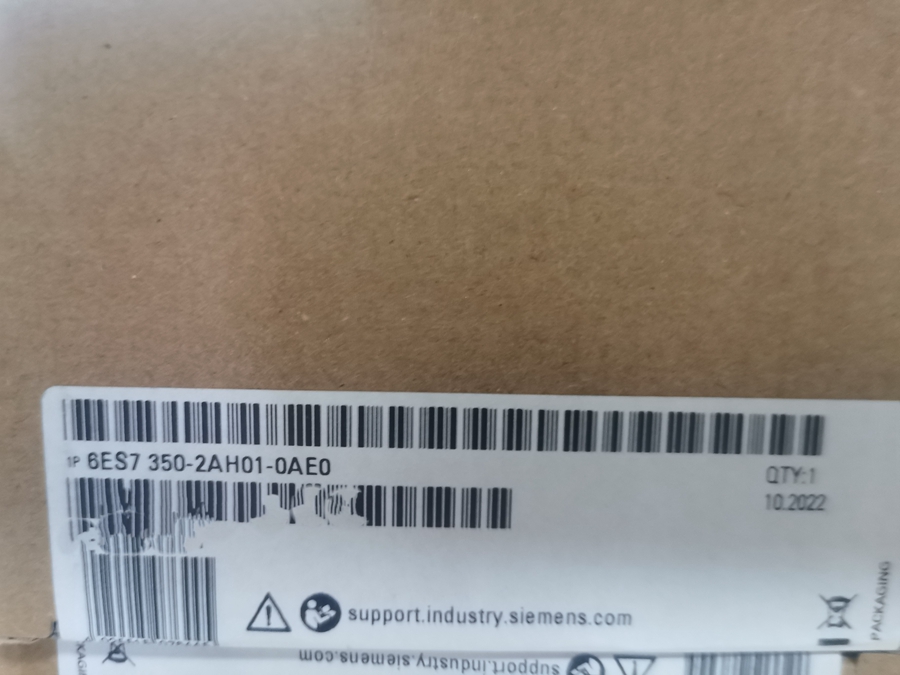 1P 6ES7 350-2AH01-0AE0
QTY:1
10.2022
support.industry.siemens.com
PACKAGING
support.industry.siemens.com